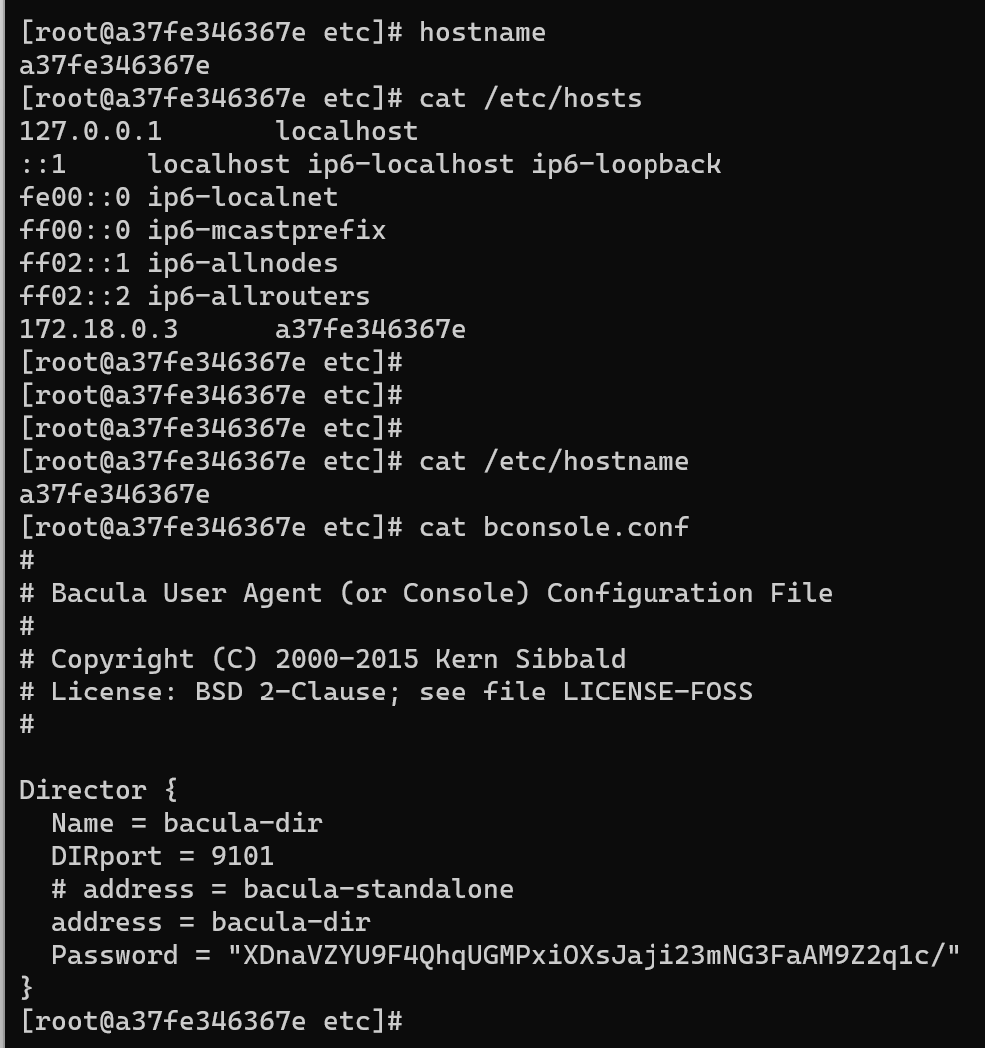 [root@a37fe346367e etc]# hostname
a37fe346367e
[root@a37fe346367e etc]# cat /etc/hosts
127.0.0.1       localhost
::1     localhost ip6-localhost ip6-loopback
fe00::0 ip6-localnet
ff00::0 ip6-mcastprefix
ff02::1 ip6-allnodes
ff02::2 ip6-allrouters
172.18.0.3      a37fe346367e
[root@a37fe346367e etc]#
[root@a37fe346367e etc]#
[root@a37fe346367e etc]#
[root@a37fe346367e etc]# cat /etc/hostname
a37fe346367e
[root@a37fe346367e etc]# cat bconsole.conf
#
# Bacula User Agent (or Console) Configuration File
#
# Copyright (C) 2000-2015 Kern Sibbald
# License: BSD 2-Clause; see file LICENSE-FOSS
#

Director {
  Name = bacula-dir
  DIRport = 9101
  # address = bacula-standalone
  address = bacula-dir
  Password = "XDnaVZYU9F4QhqUGMPxiOXsJaji23mNG3FaAM9Z2q1c/"
}
[root@a37fe346367e etc]#